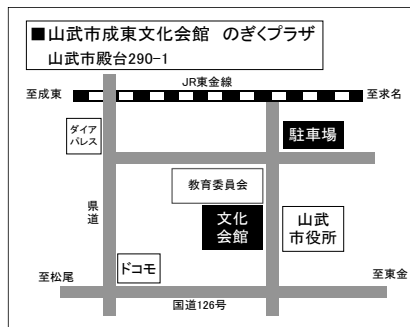 ■山武市成東文化会館 のぎくプラザ
山武市殿台290-1
JR東金線
至成東
至求名
ダイア
パレス
駐車場
教育委員会
県道
文化
会館
山武
市役所
ドコモ
至松尾
至東金
国道126号